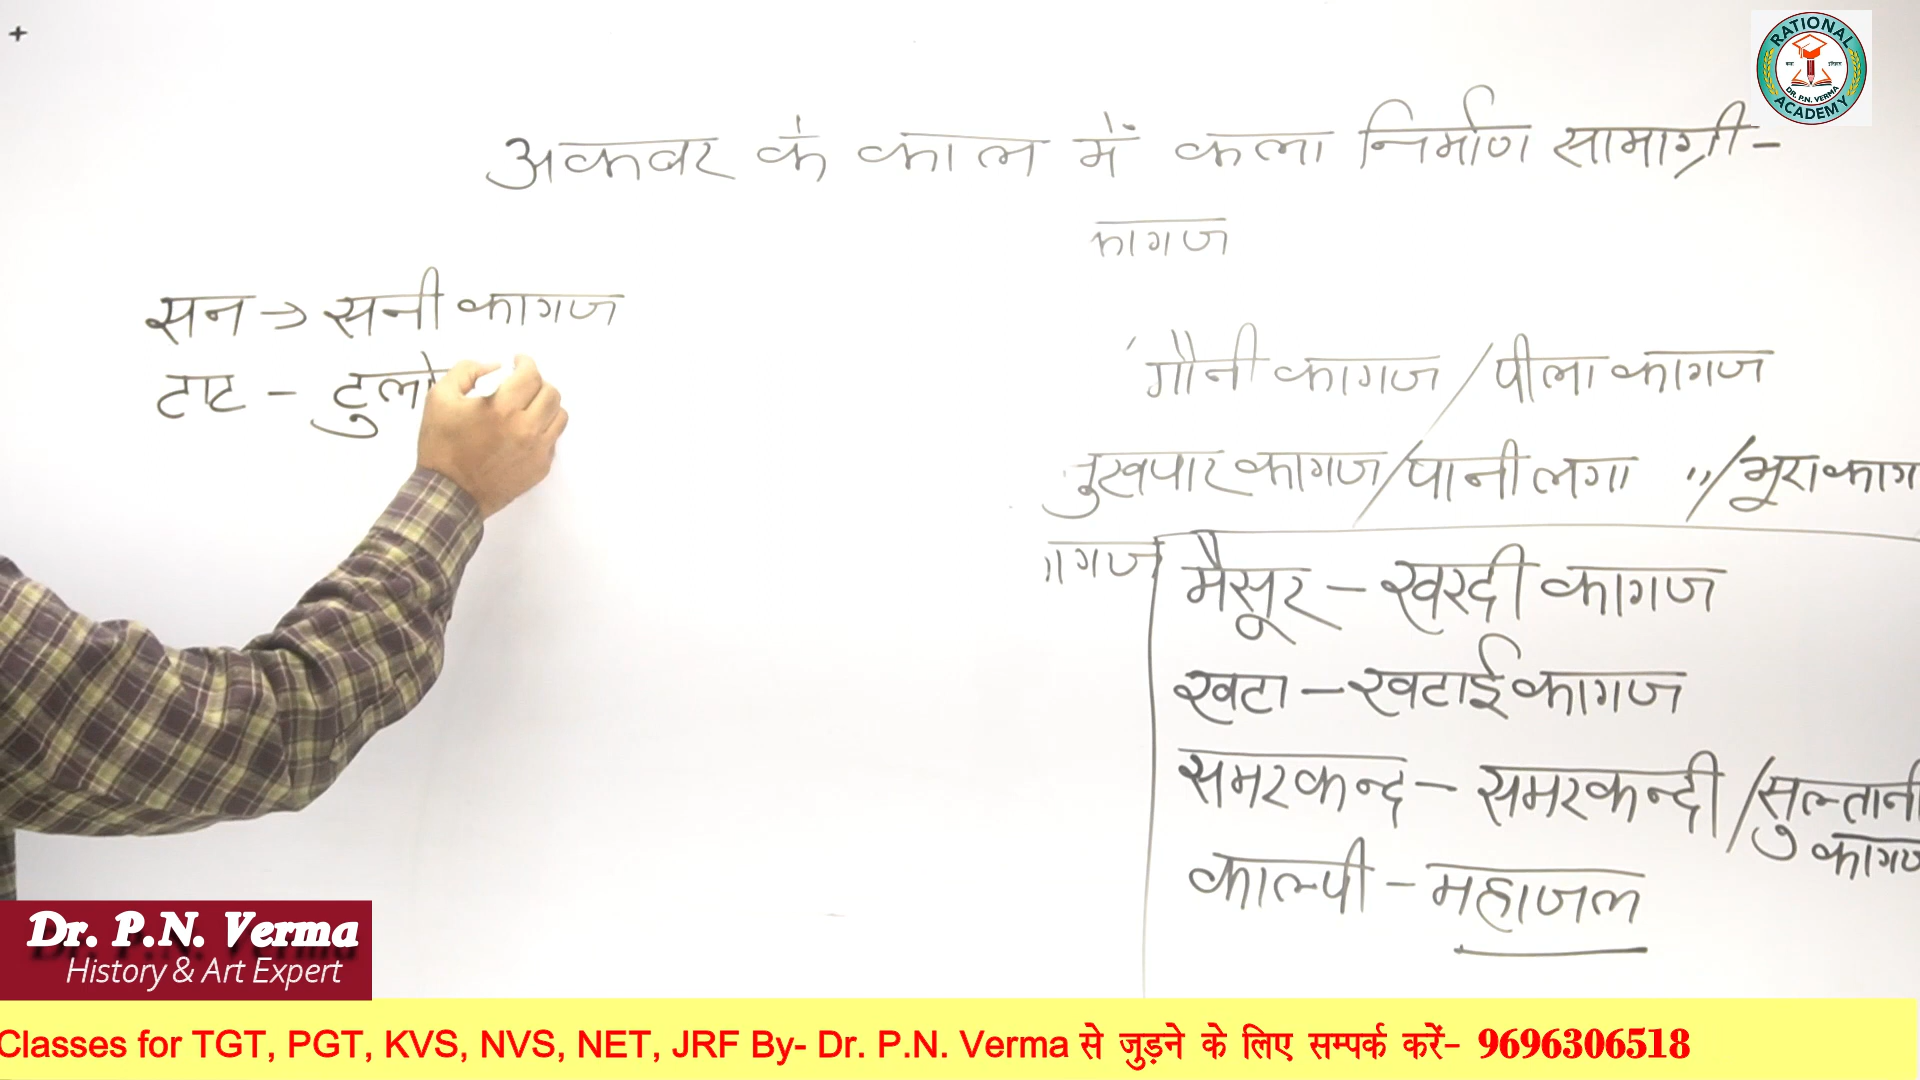 RATIONAL
DR. P.N. VERMA
ACADEMY
अकबर के काल में कला निर्माण सामाग्री-
कागज
सन → सनी कागज
टाट - टुलो
गौनी कागज / पीला कागज
नुखपार कागज / पानी लगा " / भूरा काग
ागज
मैसूर - खरदी कागज
खटा - खटाई कागज
समरकन्द - समरकन्दी / सुल्तानी
कागज
काल्पी - महाजल
Dr. P.N. Verma
History & Art Expert
Classes for TGT, PGT, KVS, NVS, NET, JRF By- Dr. P.N. Verma से जुड़ने के लिए सम्पर्क करें- 9696306518